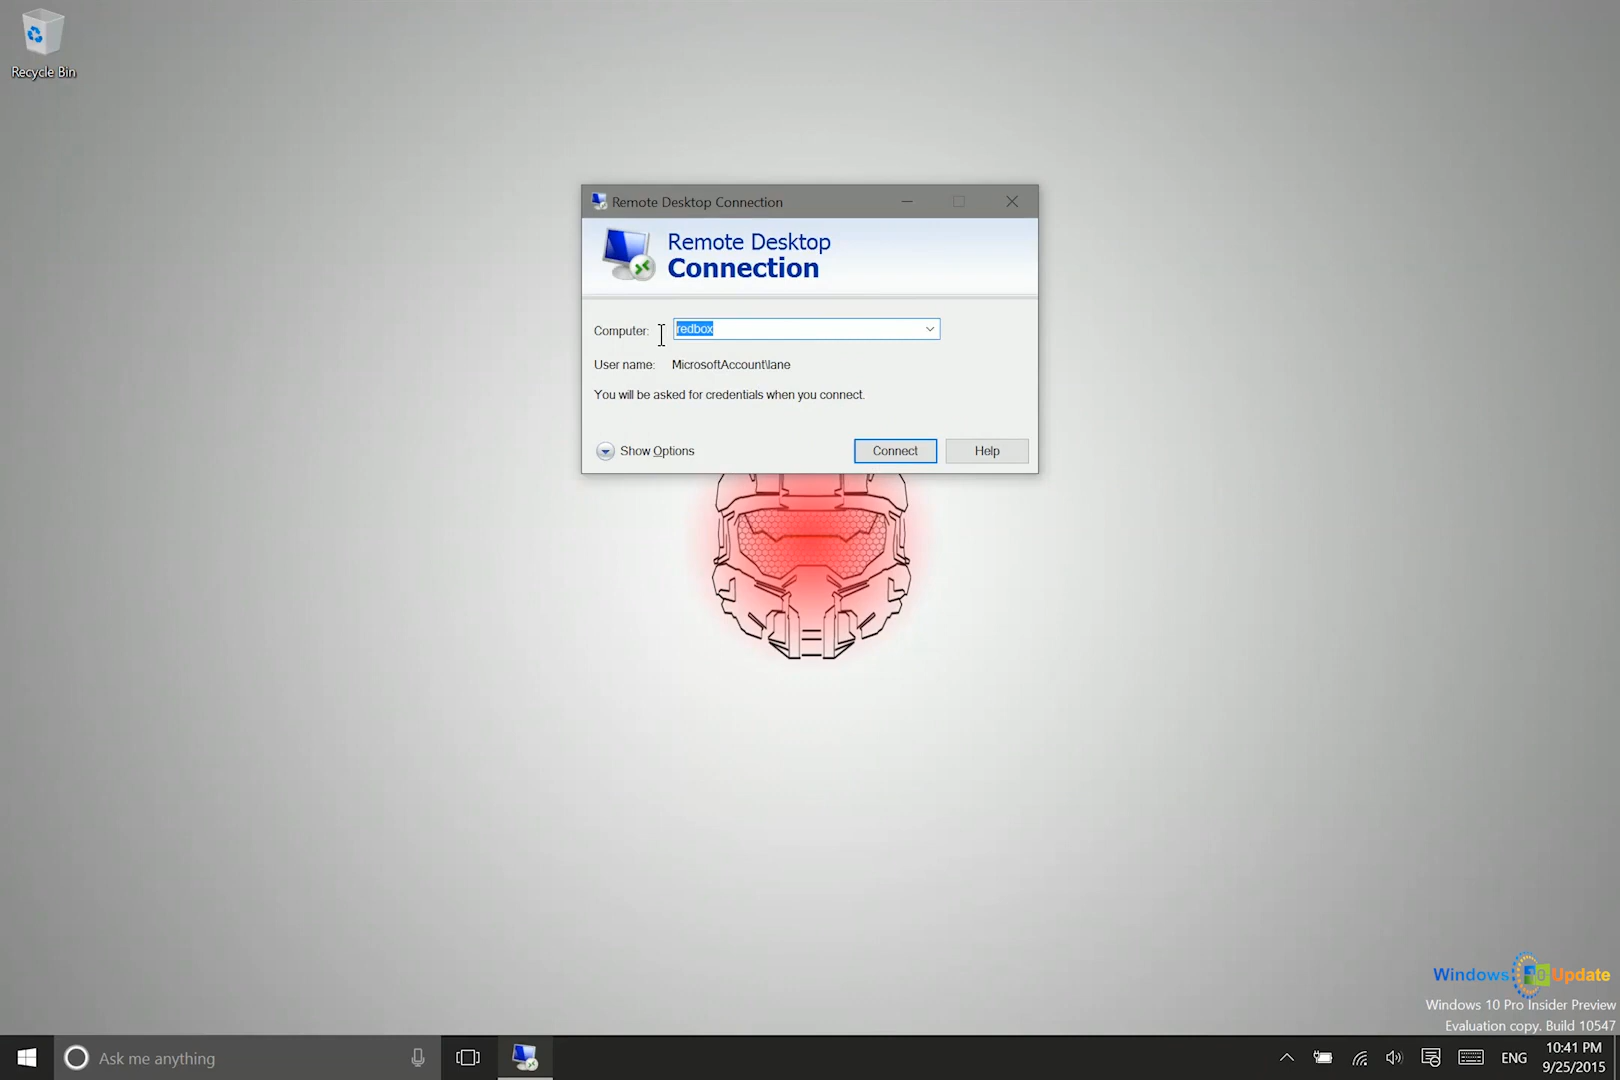 Recycle Bin
Remote Desktop Connection
Remote Desktop
Connection
Computer:
redbox
User name:
MicrosoftAccount\lane
You will be asked for credentials when you connect.
Show Options
Connect
Help
Windows 10 Update
Windows 10 Pro Insider Preview
Evaluation copy. Build 10547
Ask me anything
ENG
10:41 PM
9/25/2015